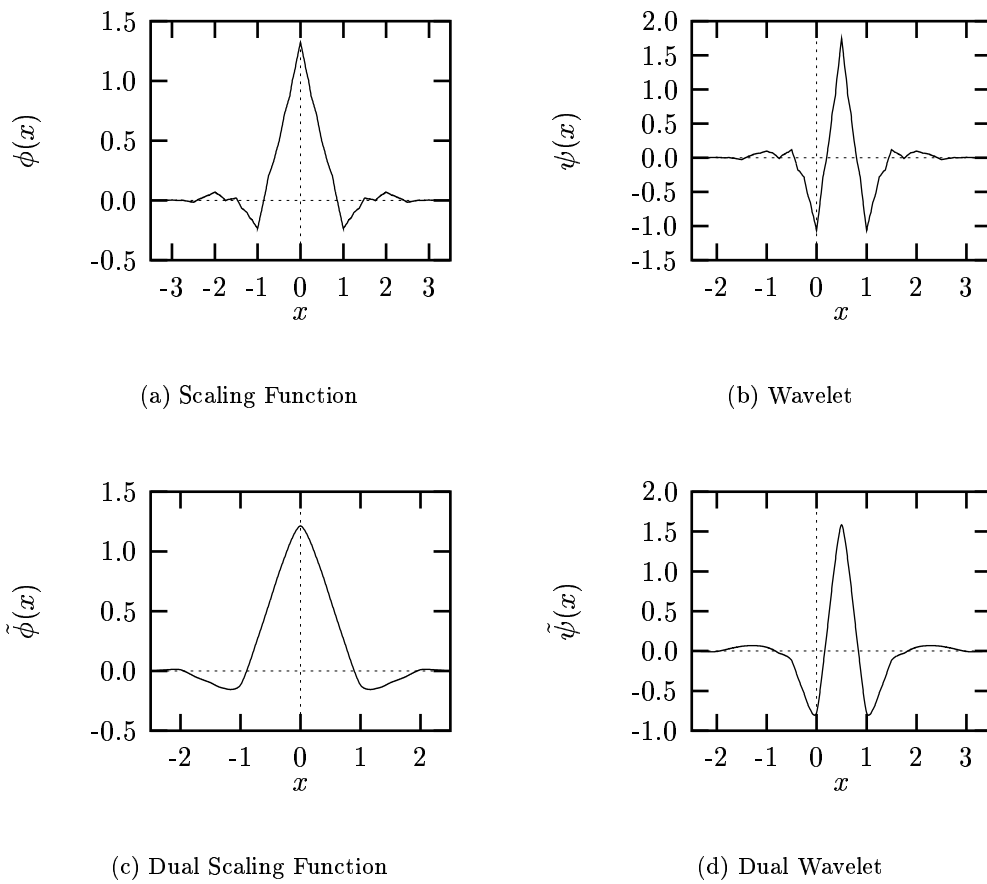 1.5
1.0
0.5
0.0
-0.5
ϕ(x)
-3 -2 -1 0 1 2 3
x
(a) Scaling Function
2.0
1.5
1.0
0.5
0.0
-0.5
-1.0
-1.5
ψ(x)
-2 -1 0 1 2 3
x
(b) Wavelet
1.5
1.0
0.5
0.0
-0.5
ϕ̃(x)
-2 -1 0 1 2
x
(c) Dual Scaling Function
2.0
1.5
1.0
0.5
0.0
-0.5
-1.0
ψ̃(x)
-2 -1 0 1 2 3
x
(d) Dual Wavelet